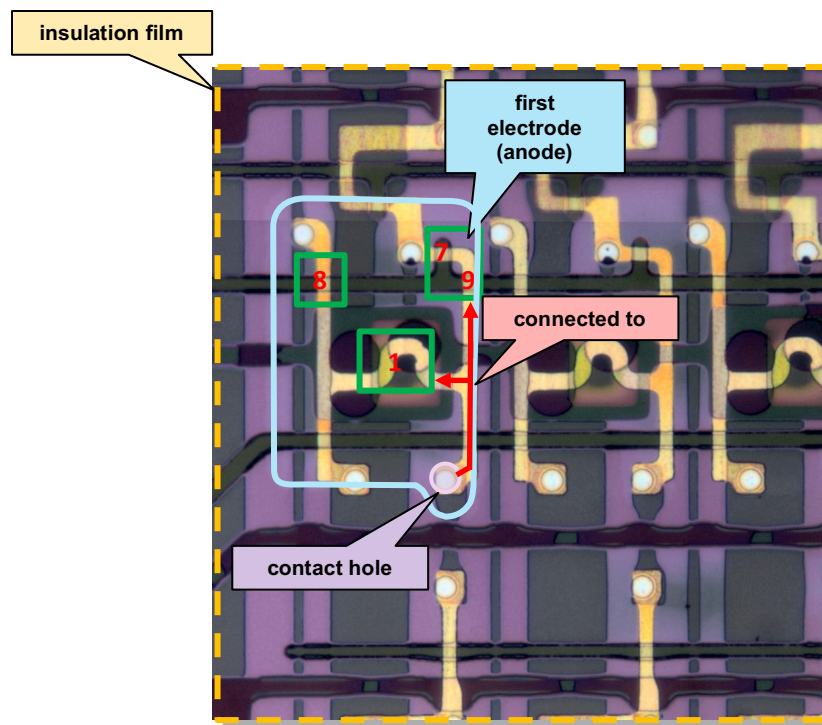 insulation film
first
electrode
(anode)
7
8
9
connected to
1
contact hole